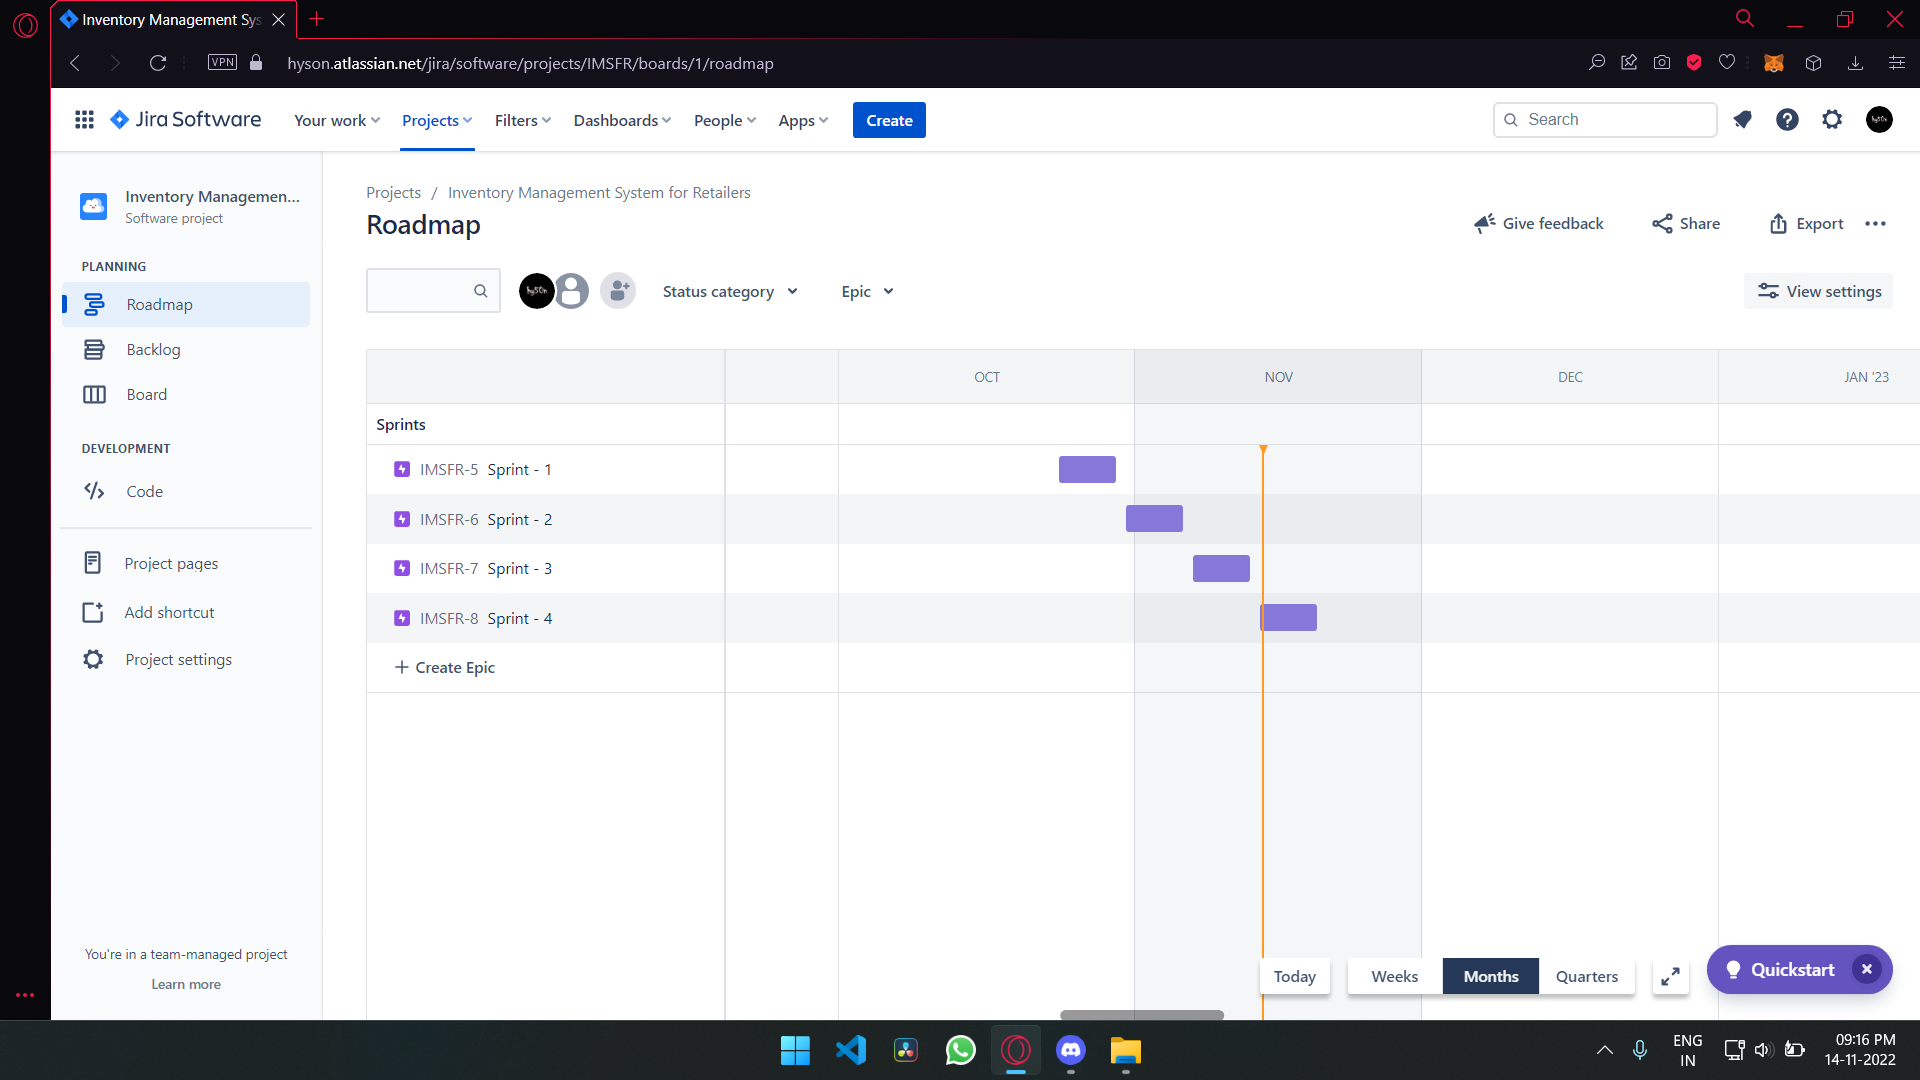 Inventory Management Sys
VPN
hyson.atlassian.net/jira/software/projects/IMSFR/boards/1/roadmap
Jira Software
Your work
Projects
Filters
Dashboards
People
Apps
Create
Search
Inventory Managemen...
Software project
PLANNING
Roadmap
Backlog
Board
DEVELOPMENT
Code
Project pages
Add shortcut
Project settings
You're in a team-managed project
Learn more
Projects / Inventory Management System for Retailers
Roadmap
Give feedback
Share
Export
hy50n
Status category
Epic
View settings
OCT
NOV
DEC
JAN '23
Sprints
IMSFR-5 Sprint - 1
IMSFR-6 Sprint - 2
IMSFR-7 Sprint - 3
IMSFR-8 Sprint - 4
+ Create Epic
Today
Weeks
Months
Quarters
Quickstart
ENG
IN
09:16 PM
14-11-2022